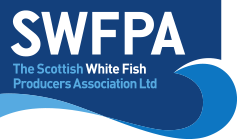 SWFPA
The Scottish White Fish
Producers Association Ltd